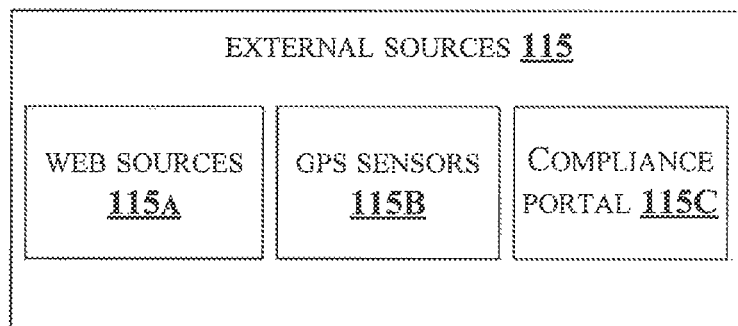 EXTERNAL SOURCES 115
WEB SOURCES
115A
GPS SENSORS
115B
COMPLIANCE
PORTAL 115C